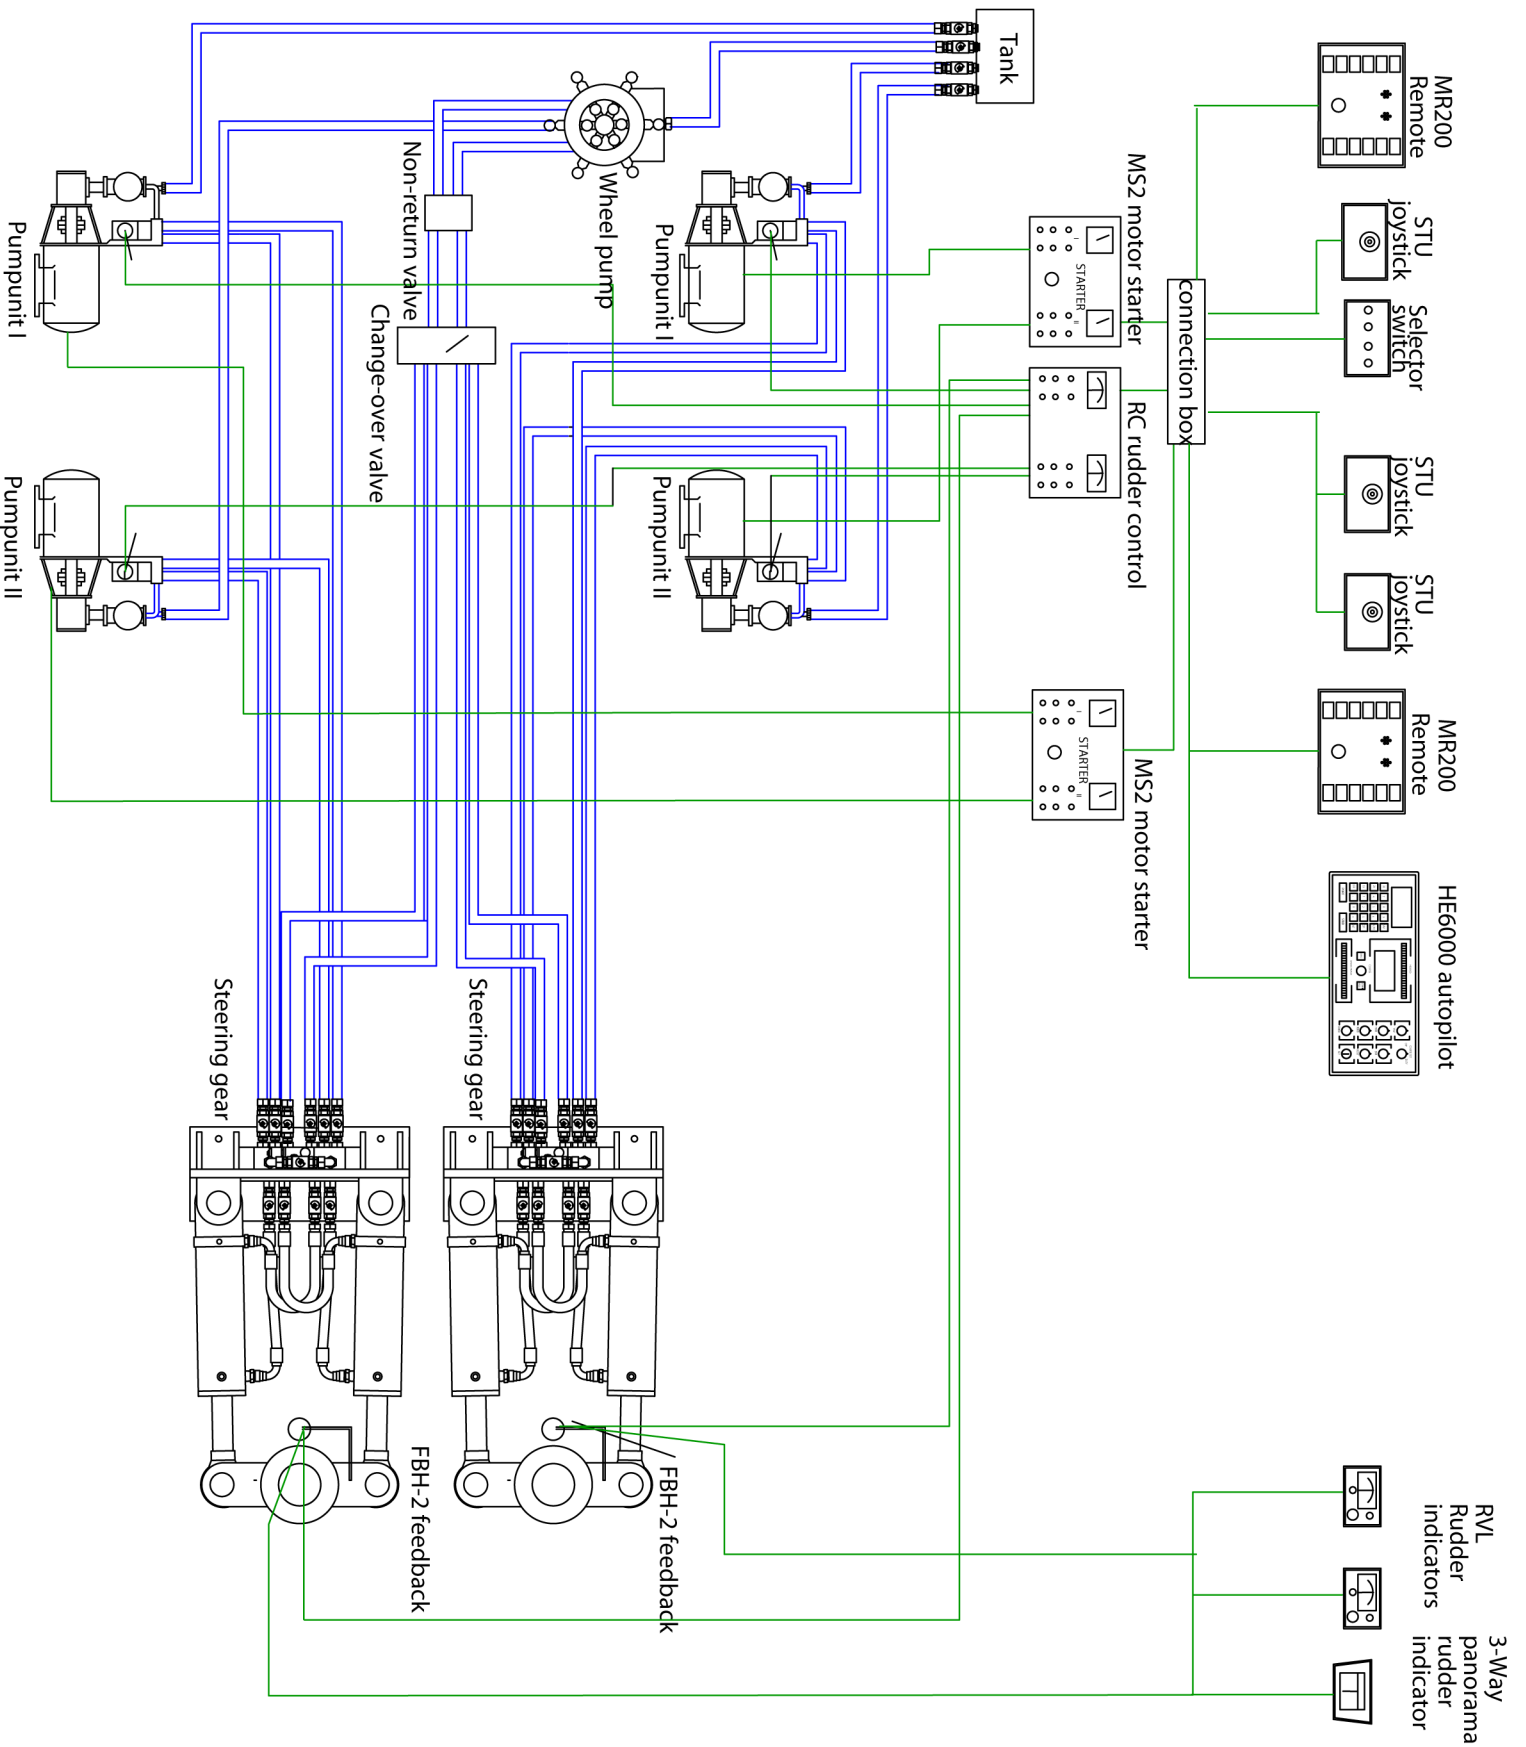 MR200
Remote
STU
joystick
Selector
switch
STU
joystick
STU
joystick
MR200
Remote
HE6000 autopilot
RVL
Rudder
indicators
3-Way
panorama
rudder
indicator
connection box
MS2 motor starter
STARTER
I
II
RC rudder control
MS2 motor starter
STARTER
I
II
Tank
Wheel pump
Pumpunit I
Pumpunit II
Non-return valve
Change-over valve
Pumpunit I
Pumpunit II
Steering gear
Steering gear
FBH-2 feedback
FBH-2 feedback